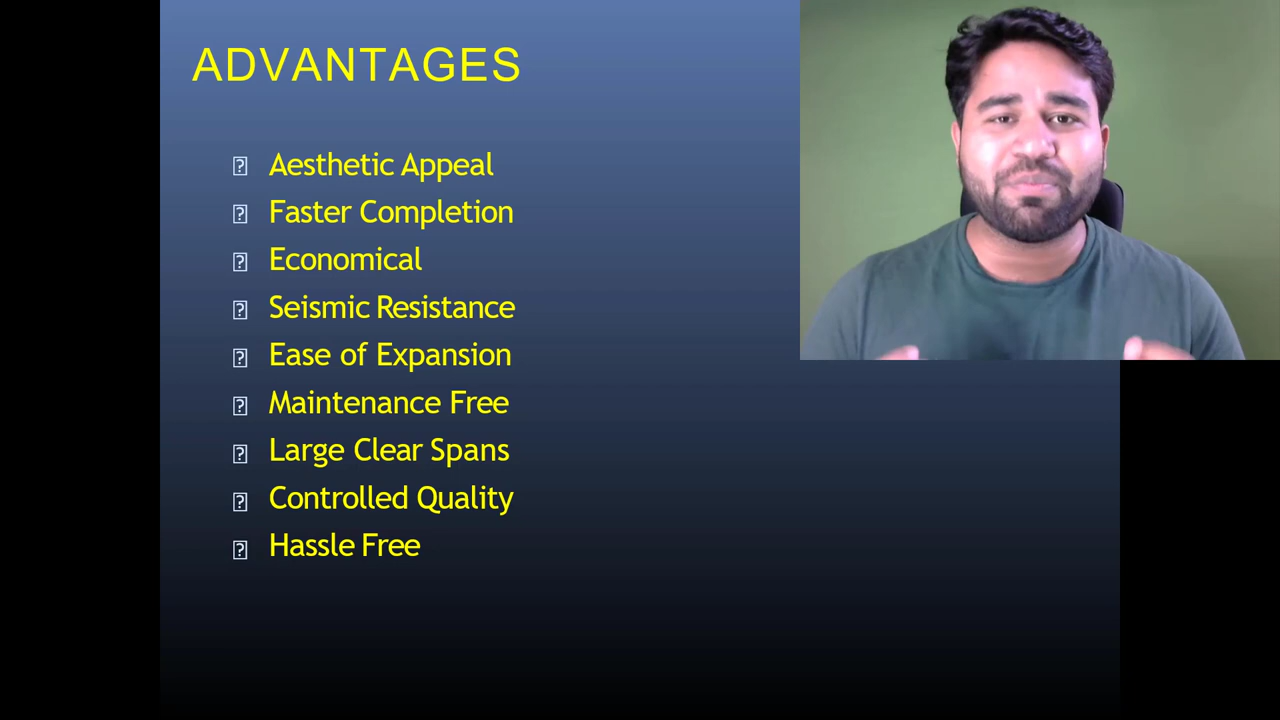 ADVANTAGES
Aesthetic Appeal
Faster Completion
Economical
Seismic Resistance
Ease of Expansion
Maintenance Free
Large Clear Spans
Controlled Quality
Hassle Free